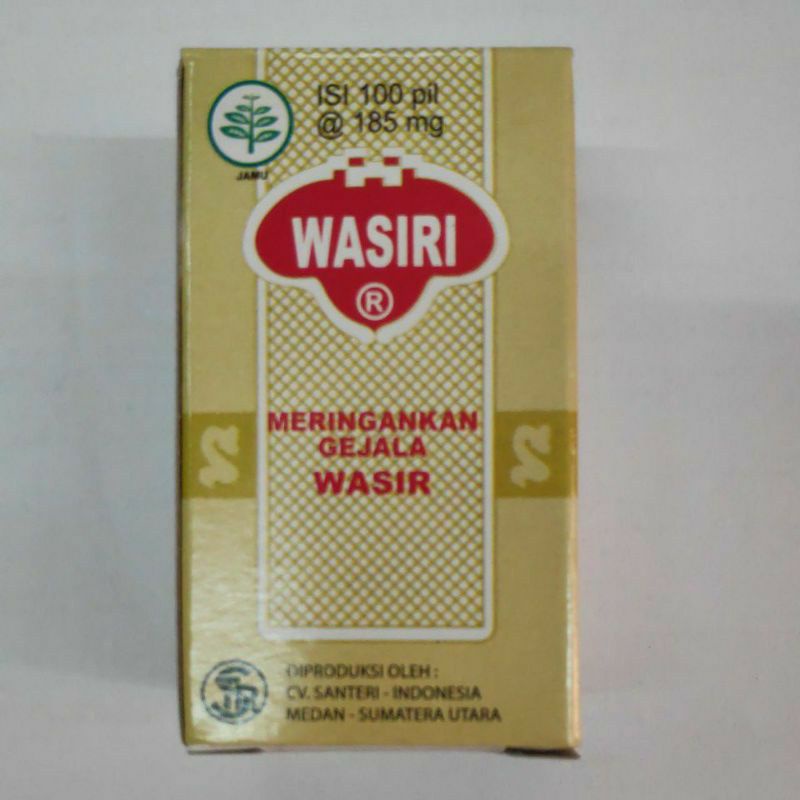 ISI 100 pil
@ 185 mg
JAMU
WASIRI
®
MERINGANKAN
GEJALA
WASIR
DIPRODUKSI OLEH :
CV. SANTERI - INDONESIA
MEDAN - SUMATERA UTARA